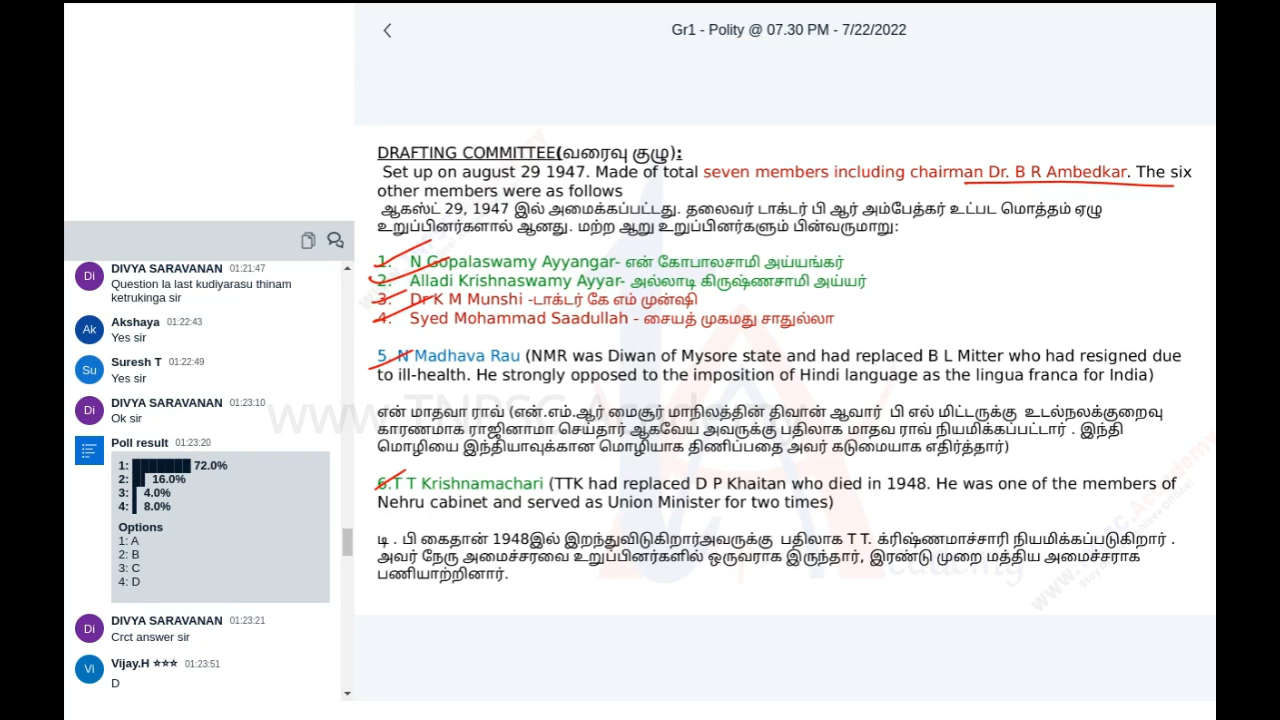 Gr1 - Polity @ 07.30 PM - 7/22/2022
DRAFTING COMMITTEE(வரைவு குழு):
Set up on august 29 1947. Made of total seven members including chairman Dr. B R Ambedkar. The six
other members were as follows
ஆகஸ்ட் 29, 1947 இல் அமைக்கப்பட்டது. தலைவர் டாக்டர் பி ஆர் அம்பேத்கர் உட்பட மொத்தம் ஏழு
உறுப்பினர்களால் ஆனது. மற்ற ஆறு உறுப்பினர்களும் பின்வருமாறு:
1. N Gopalaswamy Ayyangar- என் கோபாலசாமி அய்யங்கர்
2. Alladi Krishnaswamy Ayyar- அல்லாடி கிருஷ்ணசாமி அய்யர்
3. Dr K M Munshi -டாக்டர் கே எம் முன்ஷி
4. Syed Mohammad Saadullah - சையத் முகமது சாதுல்லா
5. N Madhava Rau (NMR was Diwan of Mysore state and had replaced B L Mitter who had resigned due
to ill-health. He strongly opposed to the imposition of Hindi language as the lingua franca for India)
என் மாதவா ராவ் (என்.எம்.ஆர் மைசூர் மாநிலத்தின் திவான் ஆவார் பி எல் மிட்டருக்கு உடல்நலக்குறைவு
காரணமாக ராஜினாமா செய்தார் ஆகவேய அவருக்கு பதிலாக மாதவ ராவ் நியமிக்கப்பட்டார் . இந்தி
மொழியை இந்தியாவுக்கான மொழியாக திணிப்பதை அவர் கடுமையாக எதிர்த்தார்)
6.T T Krishnamachari (TTK had replaced D P Khaitan who died in 1948. He was one of the members of
Nehru cabinet and served as Union Minister for two times)
டி . பி கைதான் 1948இல் இறந்துவிடுகிறார்அவருக்கு பதிலாக T T. க்ரிஷ்ணமாச்சாரி நியமிக்கப்படுகிறார் .
அவர் நேரு அமைச்சரவை உறுப்பினர்களில் ஒருவராக இருந்தார், இரண்டு முறை மத்திய அமைச்சராக
பணியாற்றினார்.
www.TNPSC.Academy
Di DIVYA SARAVANAN 01:21:47
Question la last kudiyarasu thinam
ketrukinga sir
Ak Akshaya 01:22:43
Yes sir
Su Suresh T 01:22:49
Yes sir
Di DIVYA SARAVANAN 01:23:10
Ok sir
Poll result 01:23:20
1: 72.0%
2: 16.0%
3: 4.0%
4: 8.0%
Options
1: A
2: B
3: C
4: D
Di DIVYA SARAVANAN 01:23:21
Crct answer sir
Vi Vijay.H ⭐⭐⭐ 01:23:51
D